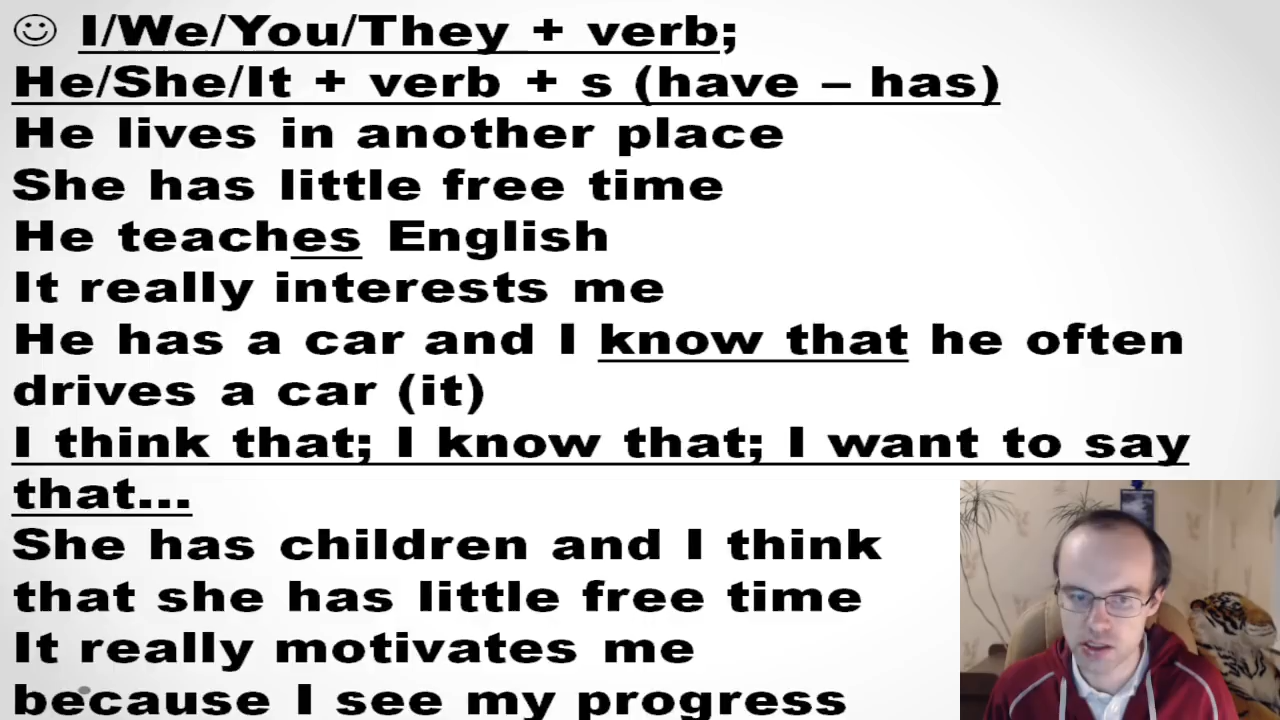 ☺ I/We/You/They + verb;
He/She/It + verb + s (have – has)
He lives in another place
She has little free time
He teaches English
It really interests me
He has a car and I know that he often
drives a car (it)
I think that; I know that; I want to say
that...
She has children and I think
that she has little free time
It really motivates me
because I see my progress